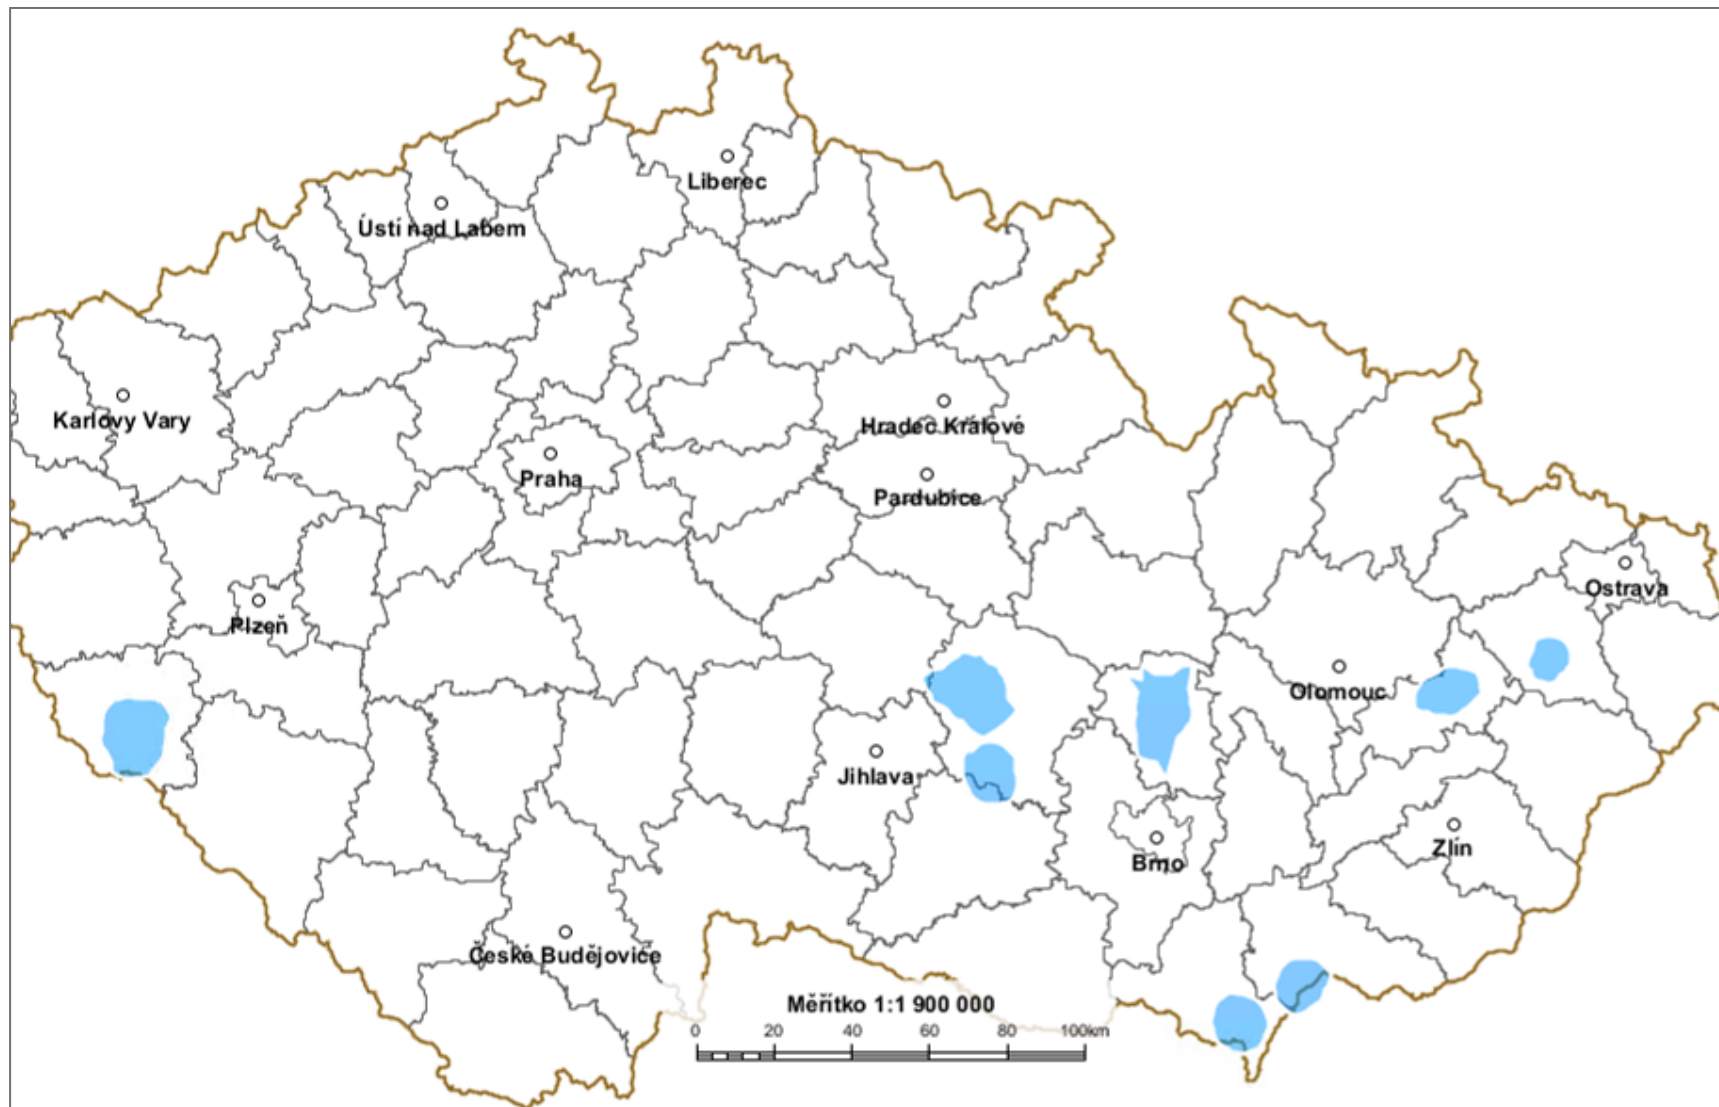 Liberec
Ústí nad Labem
Karlovy Vary
Hradec Králové
Praha
Pardubice
Ostrava
Plzeň
Olomouc
Jihlava
Zlín
Brno
České Budějovice
Měřítko 1:1 900 000
0 20 40 60 80 100km